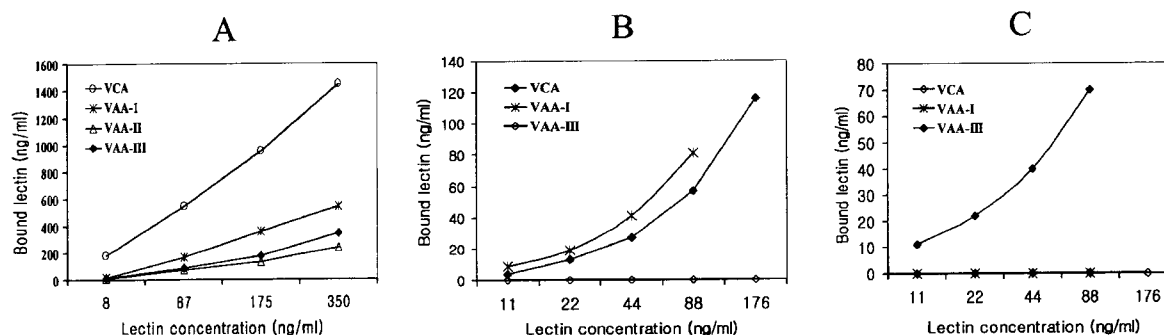 A
1600
1400
1200
1000
800
600
400
200
0
Bound lectin (ng/ml)
VCA
VAA-1
VAA-II
VAA-III
8 87 175 350
Lectin concentration (ng/ml)
B
140
120
100
80
60
40
20
0
Bound lectin (ng/ml)
VCA
VAA-I
VAA-III
11 22 44 88 176
Lectin concentration (ng/ml)
C
80
70
60
50
40
30
20
10
0
Bound lectin (ng/ml)
VCA
VAA-I
VAA-III
11 22 44 88 176
Lectin concentration (ng/ml)